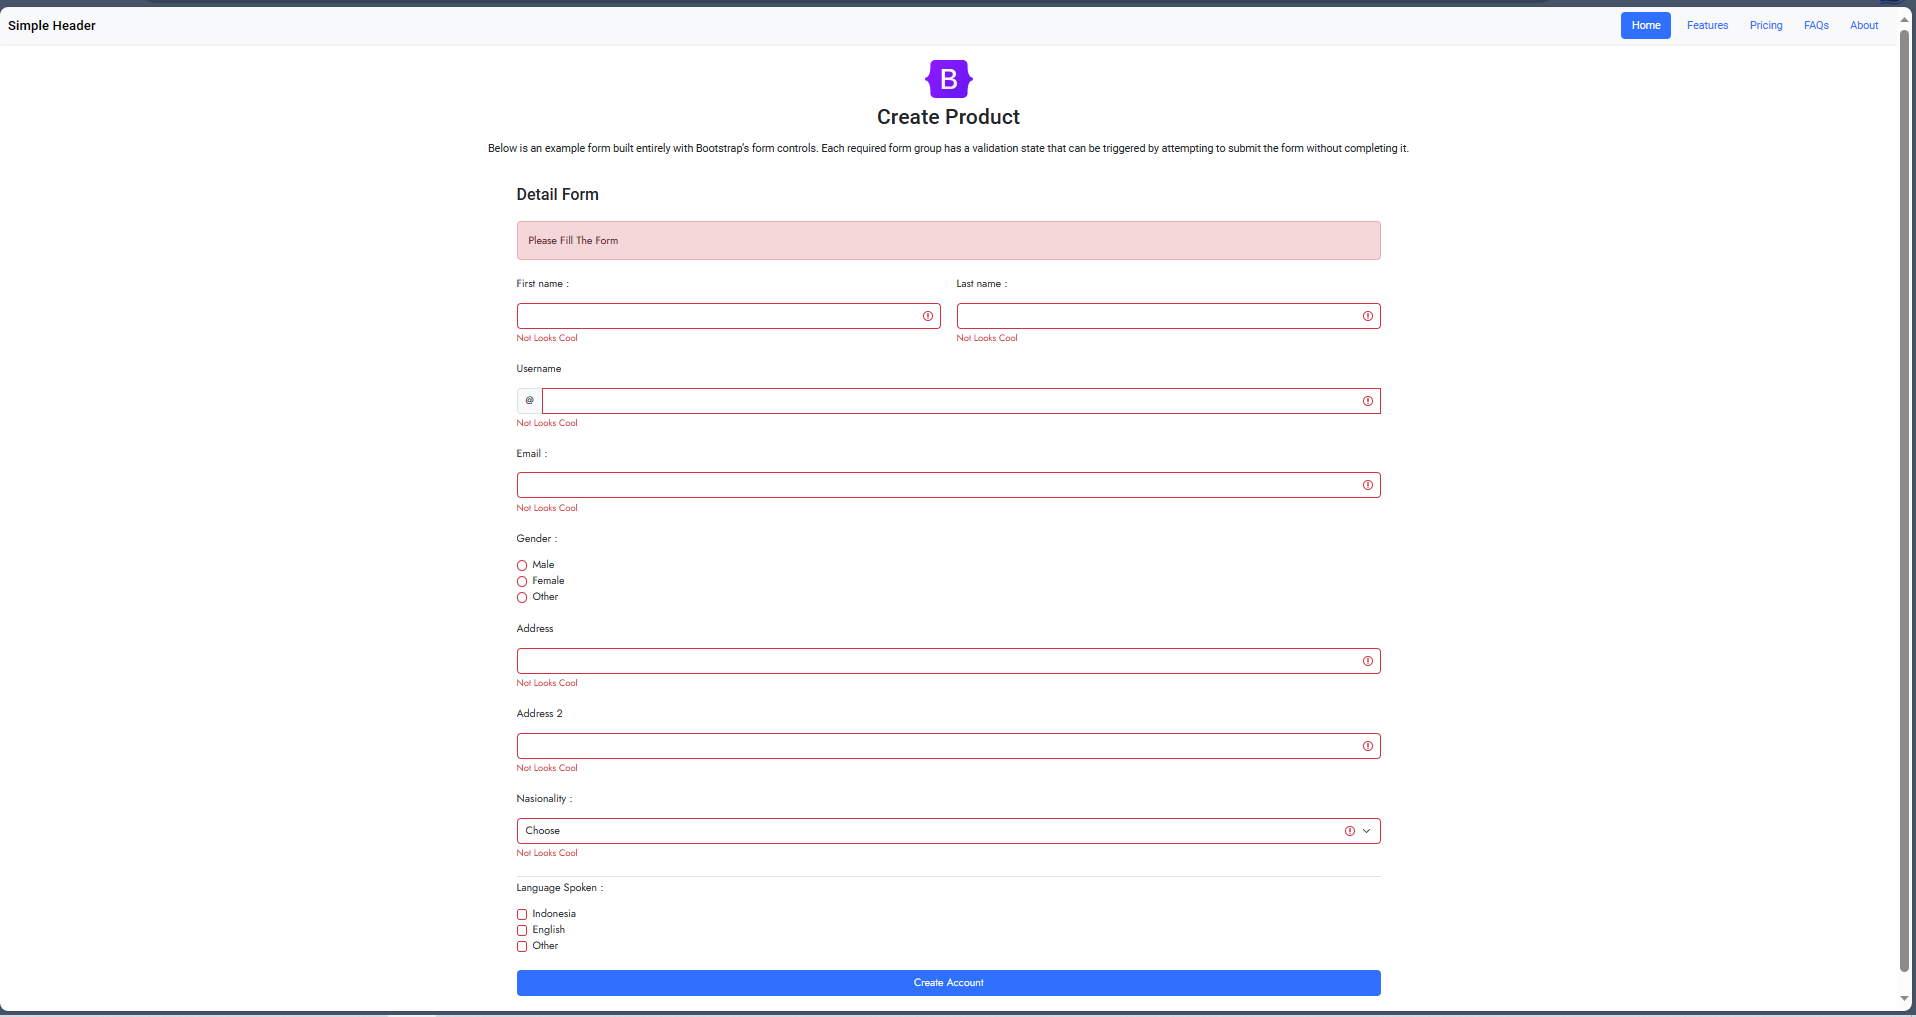 Simple Header
Home Features Pricing FAQs About
B
Create Product
Below is an example form built entirely with Bootstrap's form controls. Each required form group has a validation state that can be triggered by attempting to submit the form without completing it.
Detail Form
Please Fill The Form
First name : Last name :
Not Looks Cool Not Looks Cool
Username
@
Not Looks Cool
Email :
Not Looks Cool
Gender :
Male
Female
Other
Address
Not Looks Cool
Address 2
Not Looks Cool
Nasionality :
Choose
Not Looks Cool
Language Spoken :
Indonesia
English
Other
Create Account